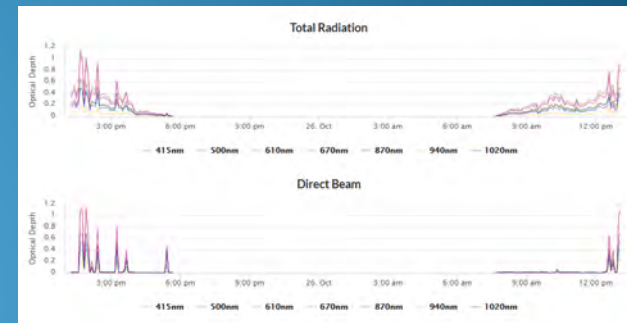 Total Radiation
Optical Depth
1.2
1
0.8
0.6
0.4
0.2
0
3:00 pm 6:00 pm 9:00 pm 26. Oct 3:00 am 6:00 am 9:00 am 12:00 pm
415nm 500nm 610nm 670nm 870nm 940nm 1020nm
Direct Beam
Optical Depth
1.2
1
0.8
0.6
0.4
0.2
0
3:00 pm 6:00 pm 9:00 pm 26. Oct 3:00 am 6:00 am 9:00 am 12:00 pm
415nm 500nm 610nm 670nm 870nm 940nm 1020nm